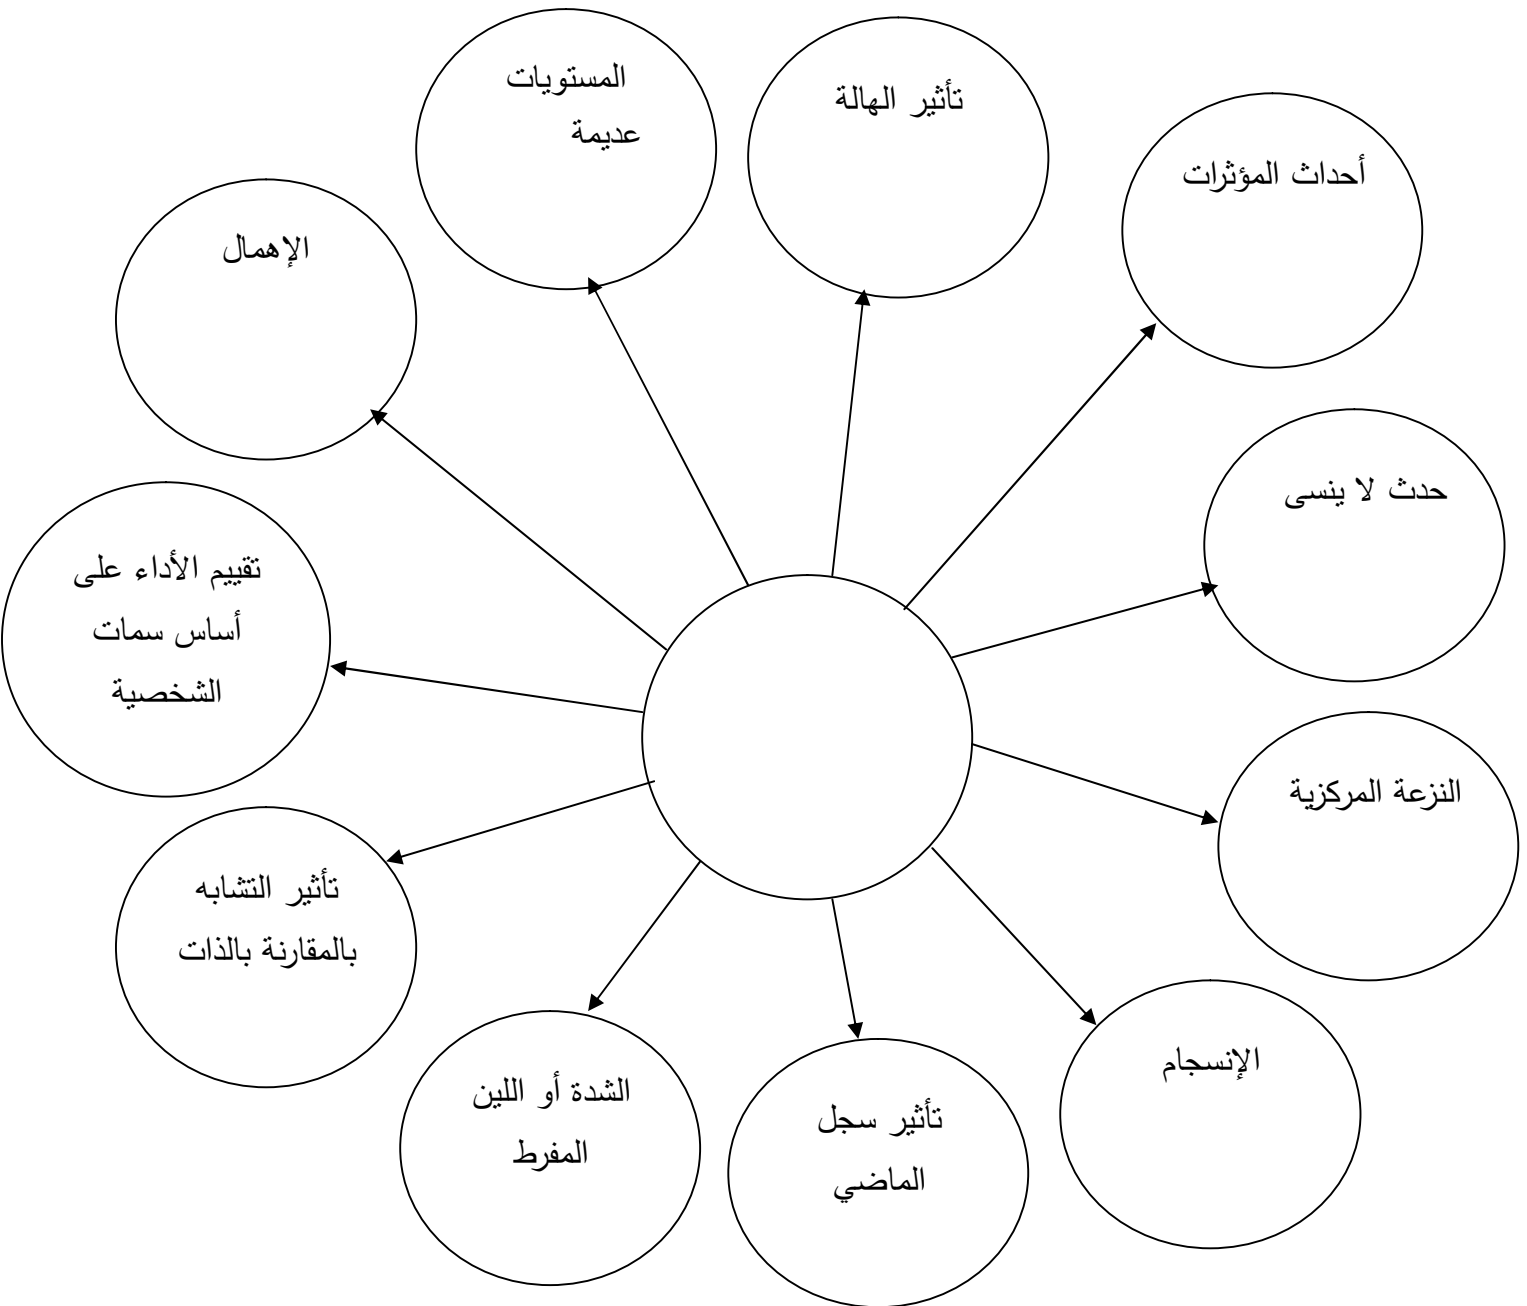 المستويات
عديمة
تأثير الهالة
أحداث المؤثرات
الإهمال
حدث لا ينسى
تقييم الأداء على
أساس سمات
الشخصية
النزعة المركزية
تأثير التشابه
بالمقارنة بالذات
الإنسجام
الشدة أو اللين
المفرط
تأثير سجل
الماضي